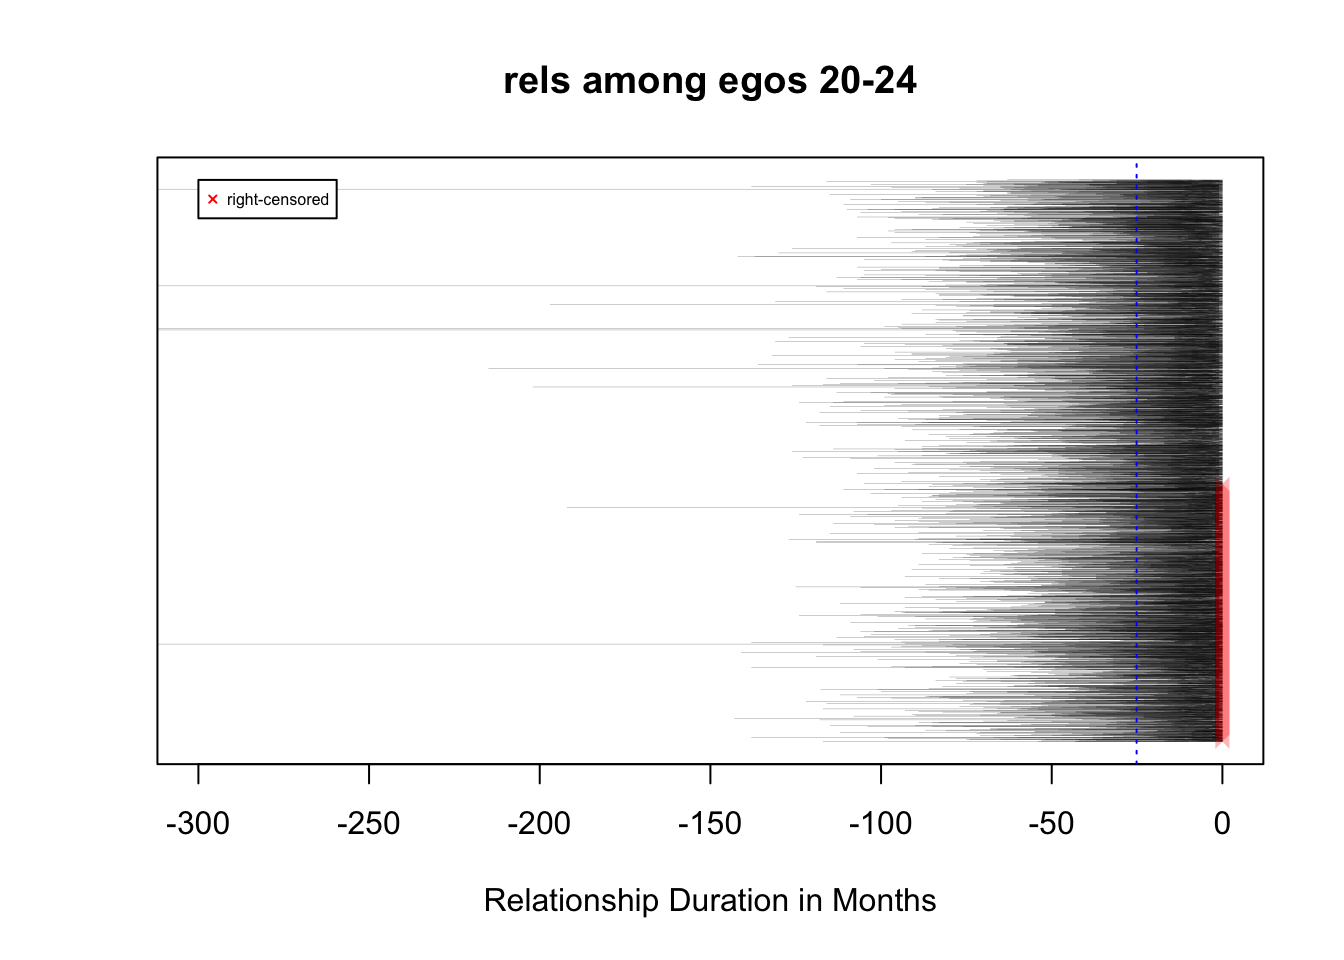 rels among egos 20-24
right-censored
-300 -250 -200 -150 -100 -50 0
Relationship Duration in Months